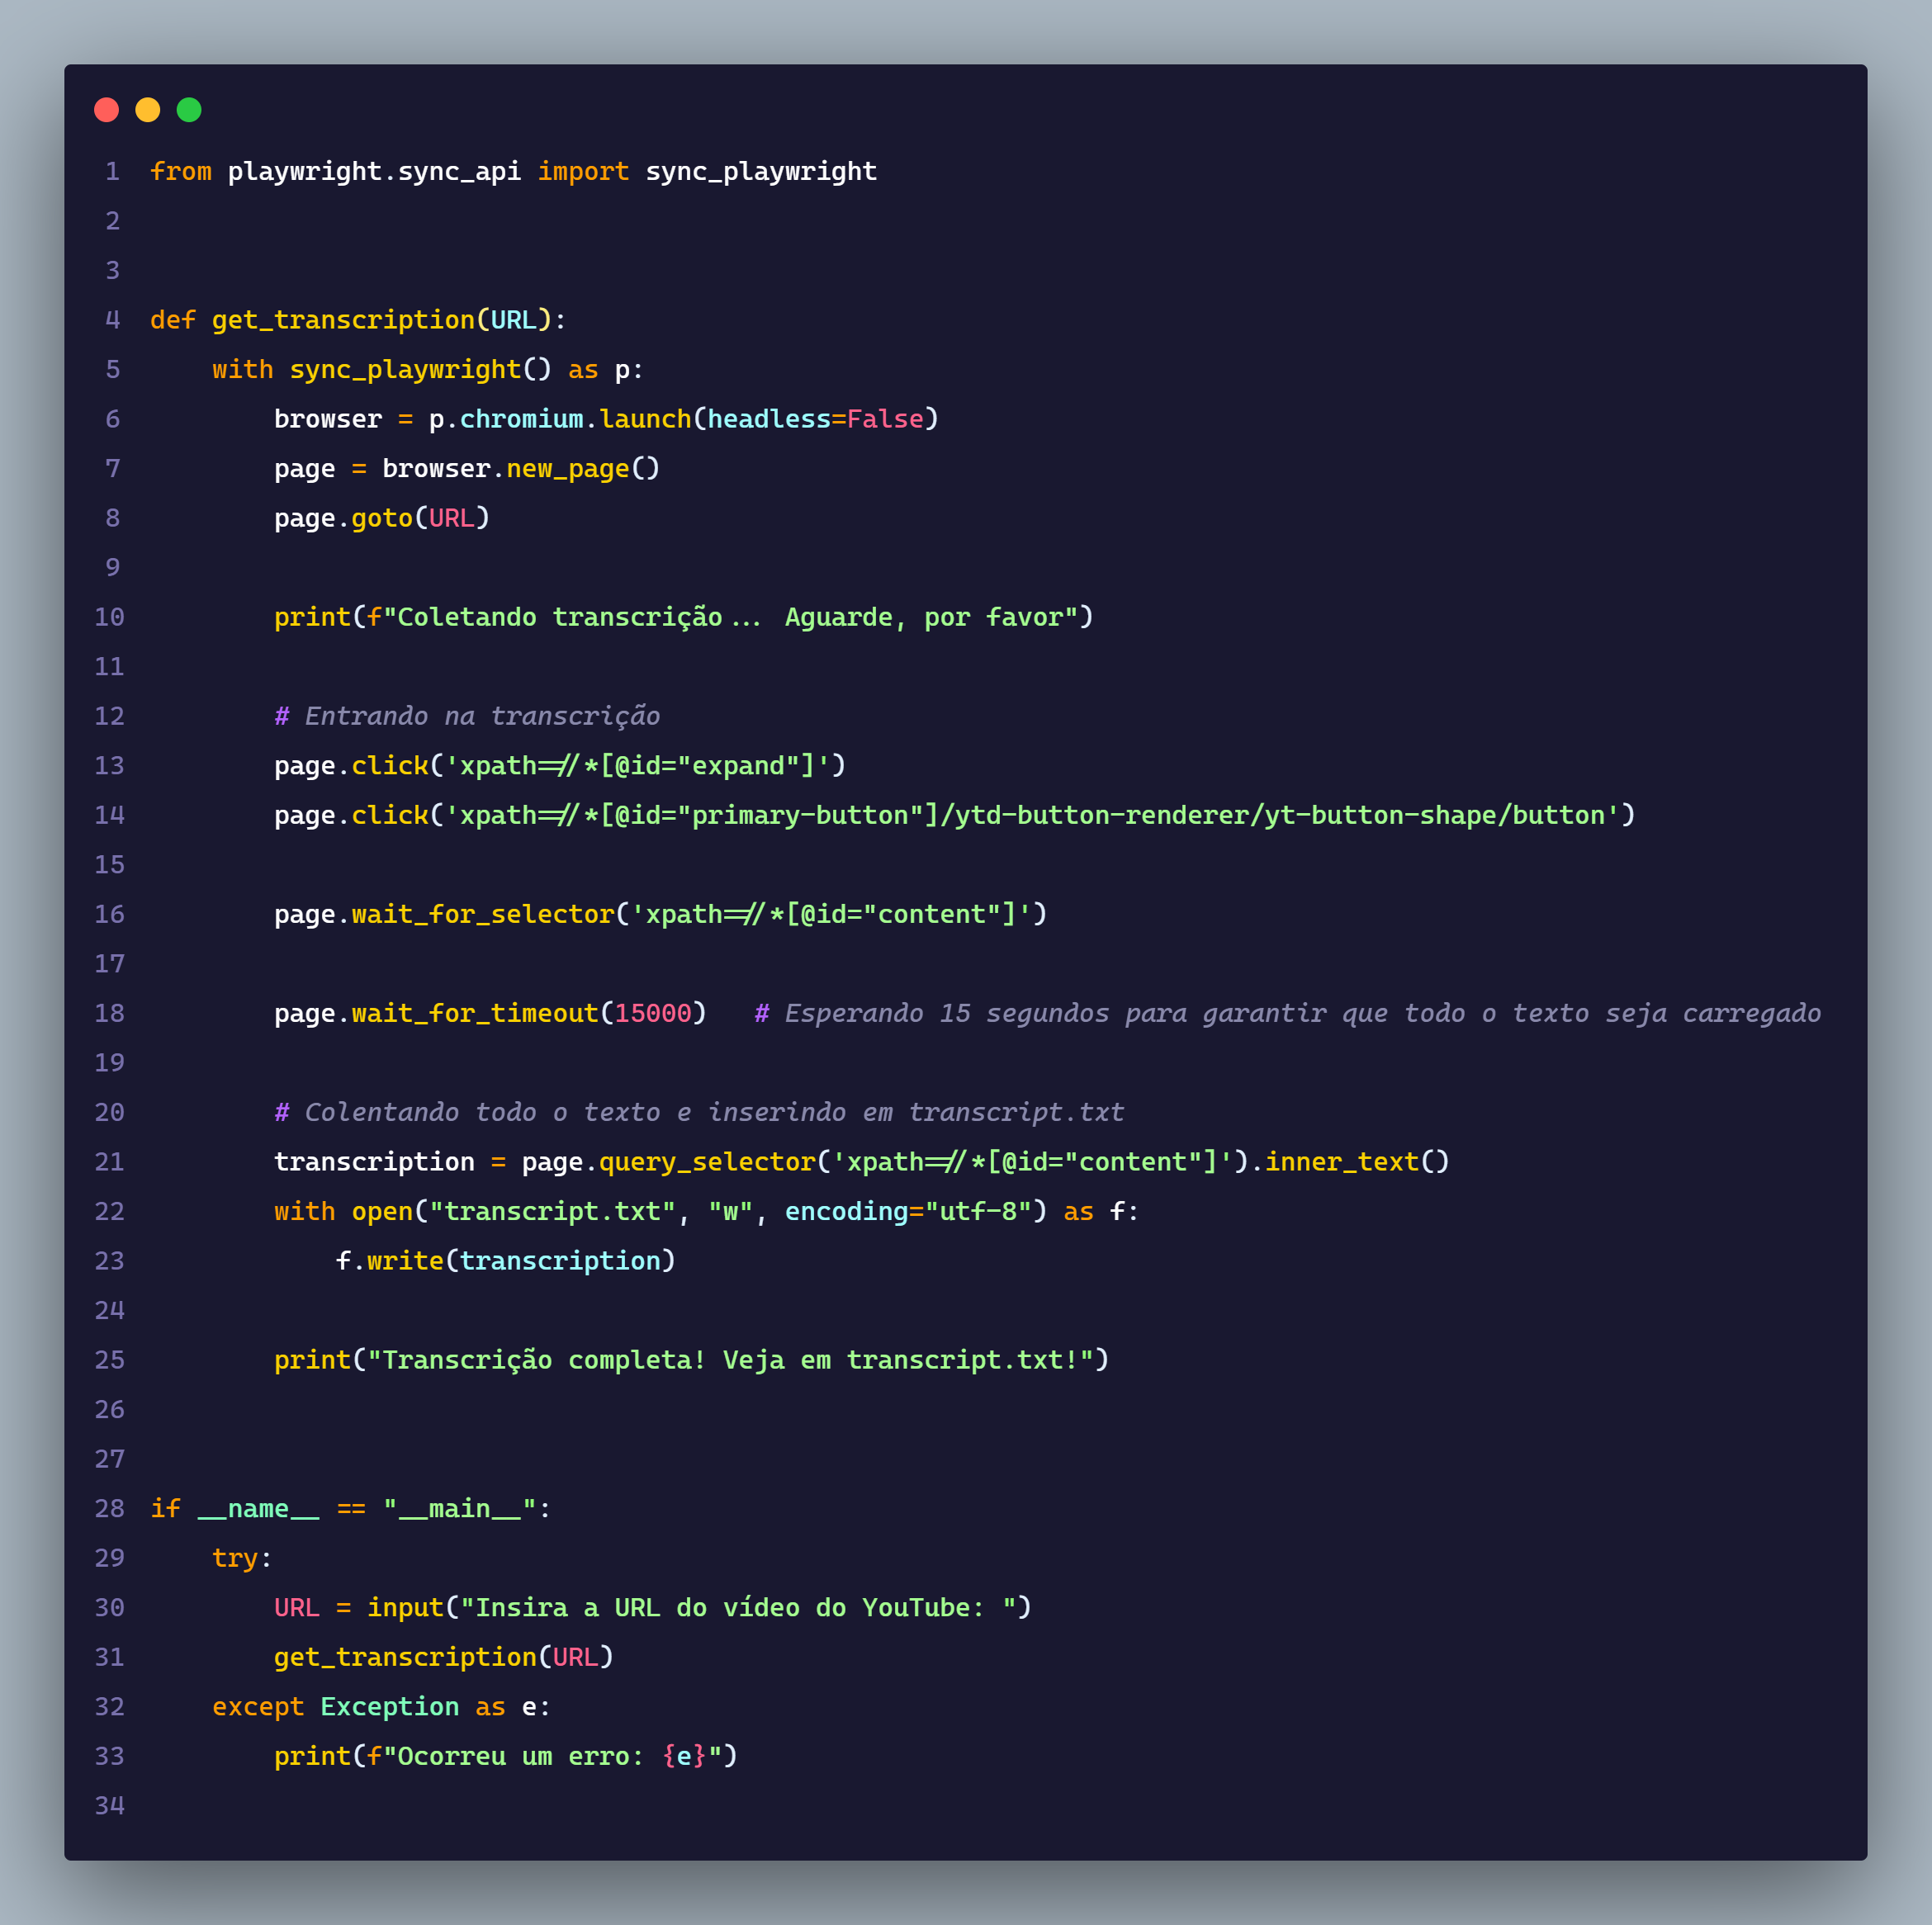 1 from playwright.sync_api import sync_playwright
2
3
4 def get_transcription(URL):
5     with sync_playwright() as p:
6         browser = p.chromium.launch(headless=False)
7         page = browser.new_page()
8         page.goto(URL)
9
10         print(f"Coletando transcrição... Aguarde, por favor")
11
12         # Entrando na transcrição
13         page.click('xpath=//*[@id="expand"]')
14         page.click('xpath=//*[@id="primary-button"]/ytd-button-renderer/yt-button-shape/button')
15
16         page.wait_for_selector('xpath=//*[@id="content"]')
17
18         page.wait_for_timeout(15000)   # Esperando 15 segundos para garantir que todo o texto seja carregado
19
20         # Colentando todo o texto e inserindo em transcript.txt
21         transcription = page.query_selector('xpath=//*[@id="content"]').inner_text()
22         with open("transcript.txt", "w", encoding="utf-8") as f:
23             f.write(transcription)
24
25         print("Transcrição completa! Veja em transcript.txt!")
26
27
28 if __name__ == "__main__":
29     try:
30         URL = input("Insira a URL do vídeo do YouTube: ")
31         get_transcription(URL)
32     except Exception as e:
33         print(f"Ocorreu um erro: {e}")
34